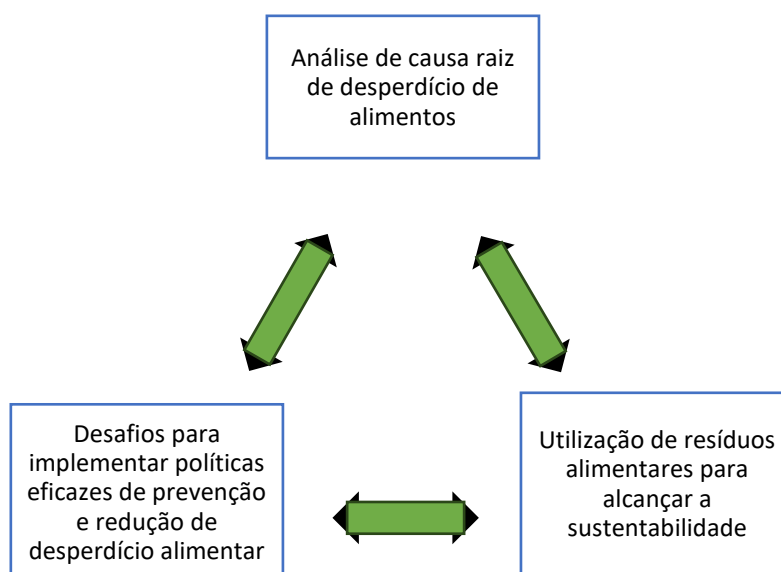 Análise de causa raiz
de desperdício de
alimentos
Desafios para
implementar políticas
eficazes de prevenção
e redução de
desperdício alimentar
Utilização de resíduos
alimentares para
alcançar a
sustentabilidade